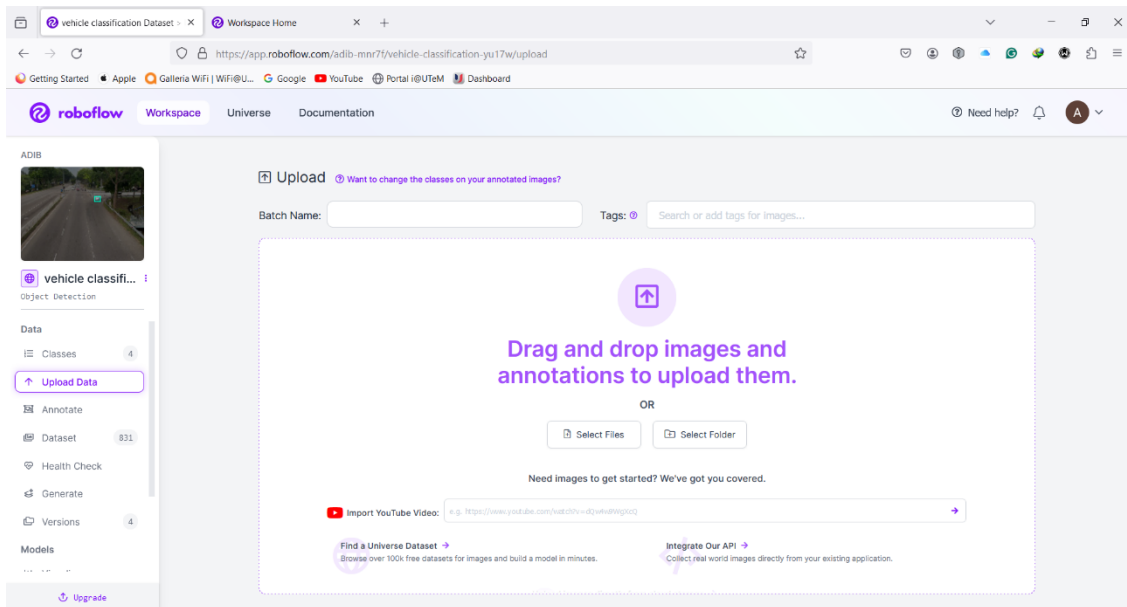 vehicle classification Dataset >
Workspace Home
https://app.roboflow.com/adib-mnr7f/vehicle-classification-yu17w/upload
Getting Started Apple Galleria WiFi | WiFi@U... Google YouTube Portal i@UTeM Dashboard
roboflow Workspace Universe Documentation Need help? A
ADIB
vehicle classifi...
Object Detection
Data
Classes 4
Upload Data
Annotate
Dataset 831
Health Check
Generate
Versions 4
Models
Upgrade
Upload Want to change the classes on your annotated images?
Batch Name: Tags: Search or add tags for images...
Drag and drop images and
annotations to upload them.
OR
Select Files Select Folder
Need images to get started? We've got you covered.
Import YouTube Video: e.g.
Find a Universe Dataset →
Browse over 100k free datasets for images and build a model in minutes.
Integrate Our API →
Collect real world images directly from your existing application.